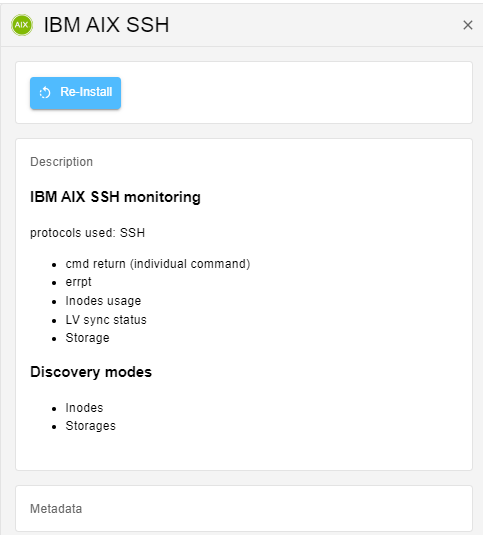 AIX
IBM AIX SSH
Re-Install
Description
IBM AIX SSH monitoring
protocols used: SSH
cmd return (individual command)
errpt
Inodes usage
LV sync status
Storage
Discovery modes
Inodes
Storages
Metadata